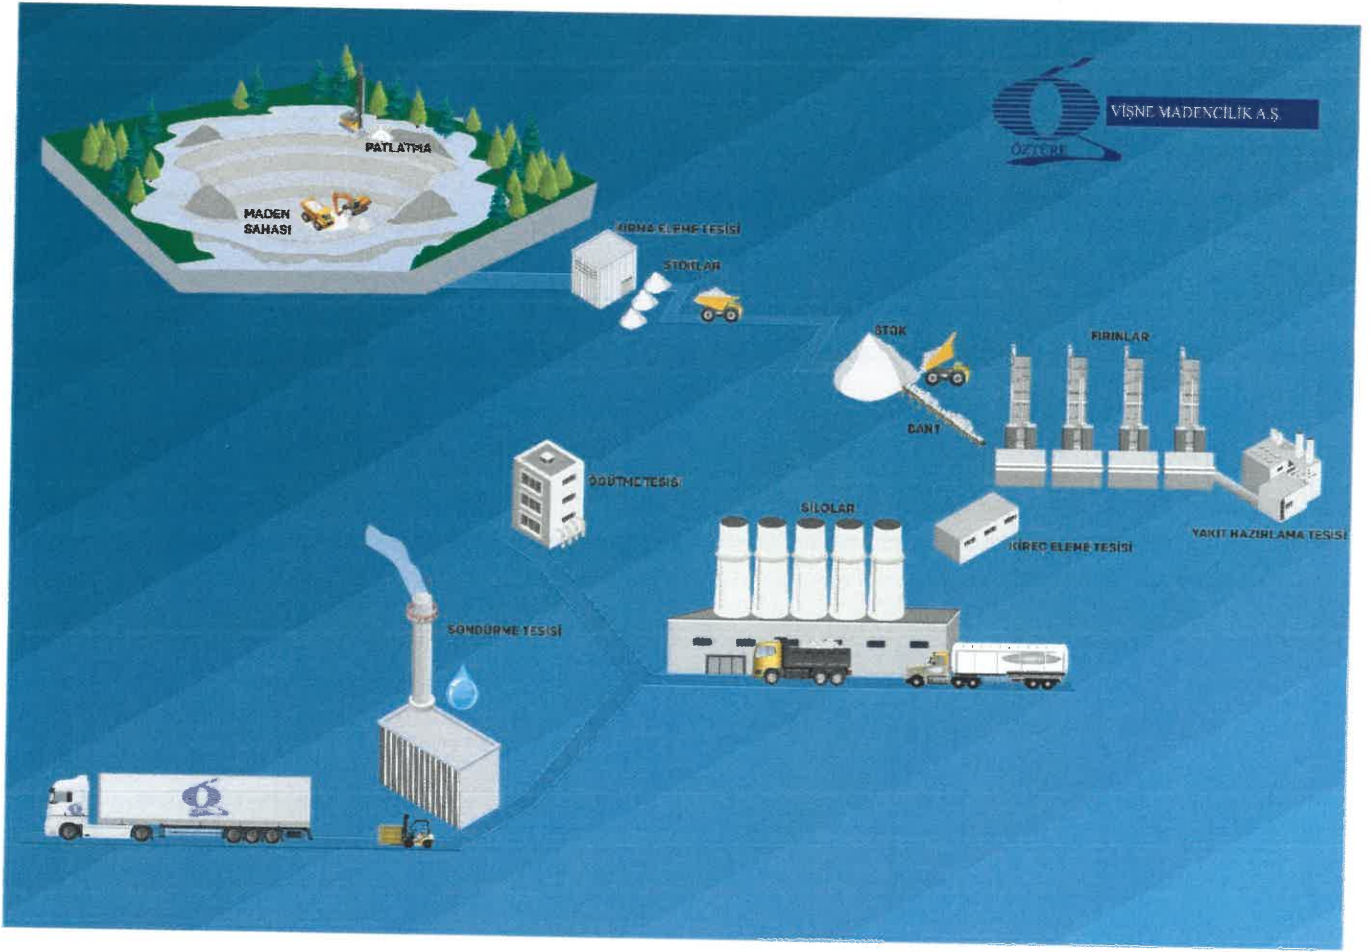 VİŞNE MADENCİLİK A.Ş.
ÖZTÜRE
PATLATMA
MADEN
SAHASI
KIRMA ELEME TESİSİ
STOKLAR
STOK
FIRINLAR
BANT
ÖĞÜTME TESİSİ
SİLOLAR
KİREÇ ELEME TESİSİ
YAKIT HAZIRLAMA TESİSİ
SÖNDÜRME TESİSİ